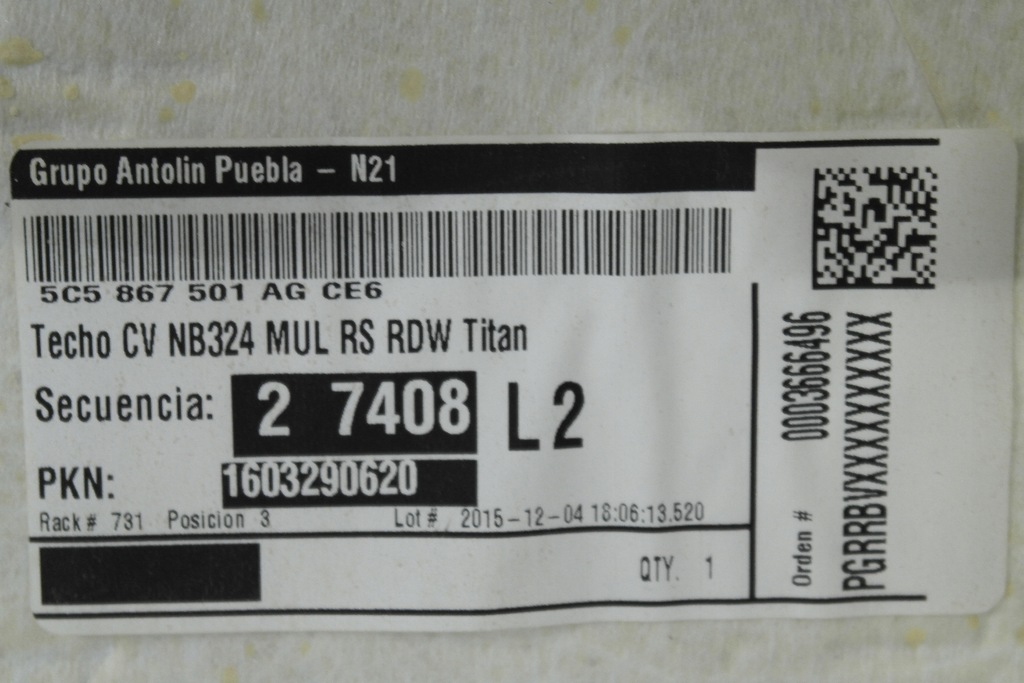 Grupo Antolin Puebla - N21
5C5 867 501 AG CE6
Techo CV NB324 MUL RS RDW Titan
Secuencia: 2 7408 L2
PKN: 1603290620
Rack# 731 Posicion 3 Lot# 2015-12-04 18:06:13.520
QTY. 1
Orden # 0003666496
PGRRBVXXXXXXXXXXX